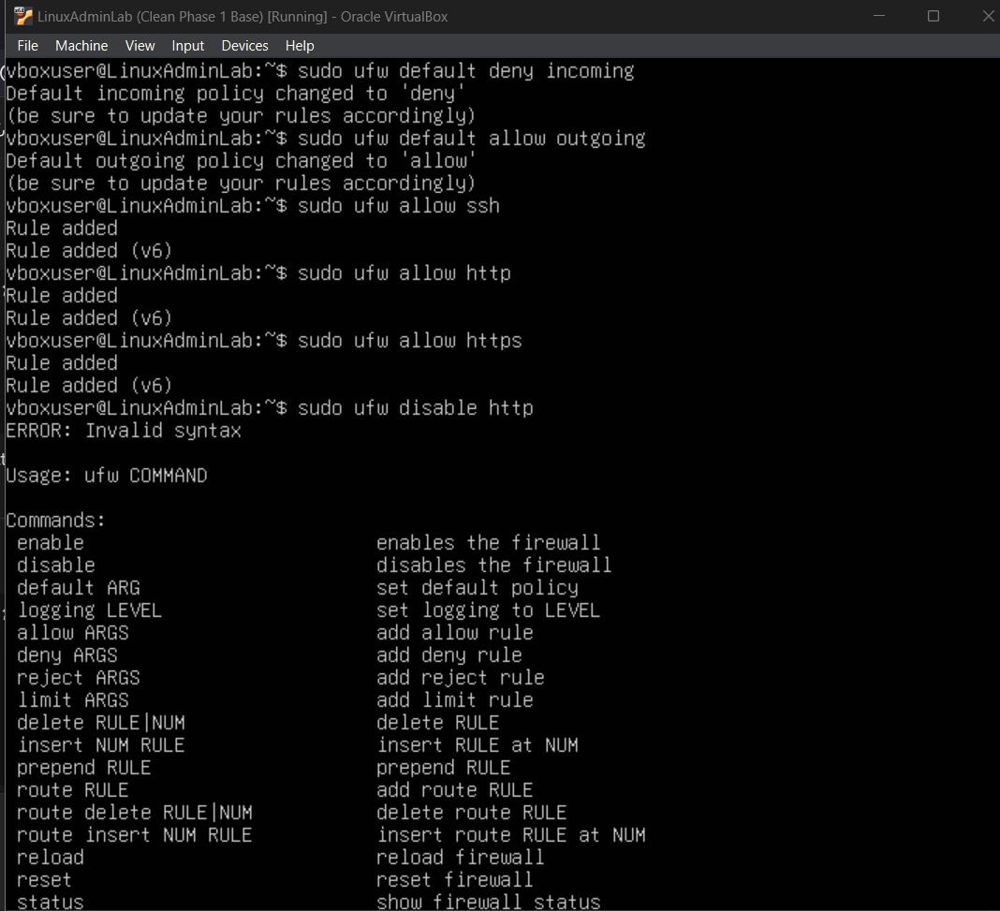 LinuxAdminLab (Clean Phase 1 Base) [Running] - Oracle VirtualBox
File Machine View Input Devices Help
vboxuser@LinuxAdminLab:~$ sudo ufw default deny incoming
Default incoming policy changed to 'deny'
(be sure to update your rules accordingly)
vboxuser@LinuxAdminLab:~$ sudo ufw default allow outgoing
Default outgoing policy changed to 'allow'
(be sure to update your rules accordingly)
vboxuser@LinuxAdminLab:~$ sudo ufw allow ssh
Rule added
Rule added (v6)
vboxuser@LinuxAdminLab:~$ sudo ufw allow http
Rule added
Rule added (v6)
vboxuser@LinuxAdminLab:~$ sudo ufw allow https
Rule added
Rule added (v6)
vboxuser@LinuxAdminLab:~$ sudo ufw disable http
ERROR: Invalid syntax

Usage: ufw COMMAND

Commands:
 enable                          enables the firewall
 disable                         disables the firewall
 default ARG                     set default policy
 logging LEVEL                   set logging to LEVEL
 allow ARGS                      add allow rule
 deny ARGS                       add deny rule
 reject ARGS                     add reject rule
 limit ARGS                      add limit rule
 delete RULE|NUM                 delete RULE
 insert NUM RULE                 insert RULE at NUM
 prepend RULE                    prepend RULE
 route RULE                      add route RULE
 route delete RULE|NUM           delete route RULE
 route insert NUM RULE           insert route RULE at NUM
 reload                          reload firewall
 reset                           reset firewall
 status                          show firewall status